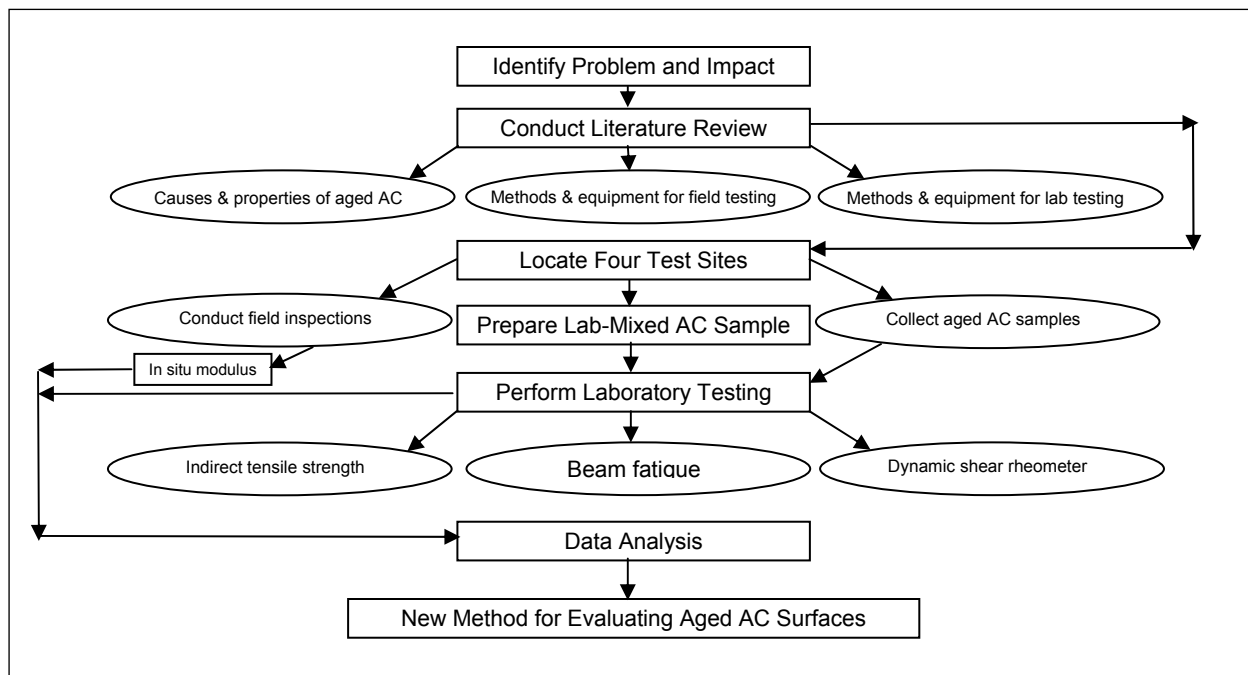 Identify Problem and Impact
Conduct Literature Review
Causes & properties of aged AC
Methods & equipment for field testing
Methods & equipment for lab testing
Locate Four Test Sites
Conduct field inspections
Prepare Lab-Mixed AC Sample
Collect aged AC samples
In situ modulus
Perform Laboratory Testing
Indirect tensile strength
Beam fatigue
Dynamic shear rheometer
Data Analysis
New Method for Evaluating Aged AC Surfaces